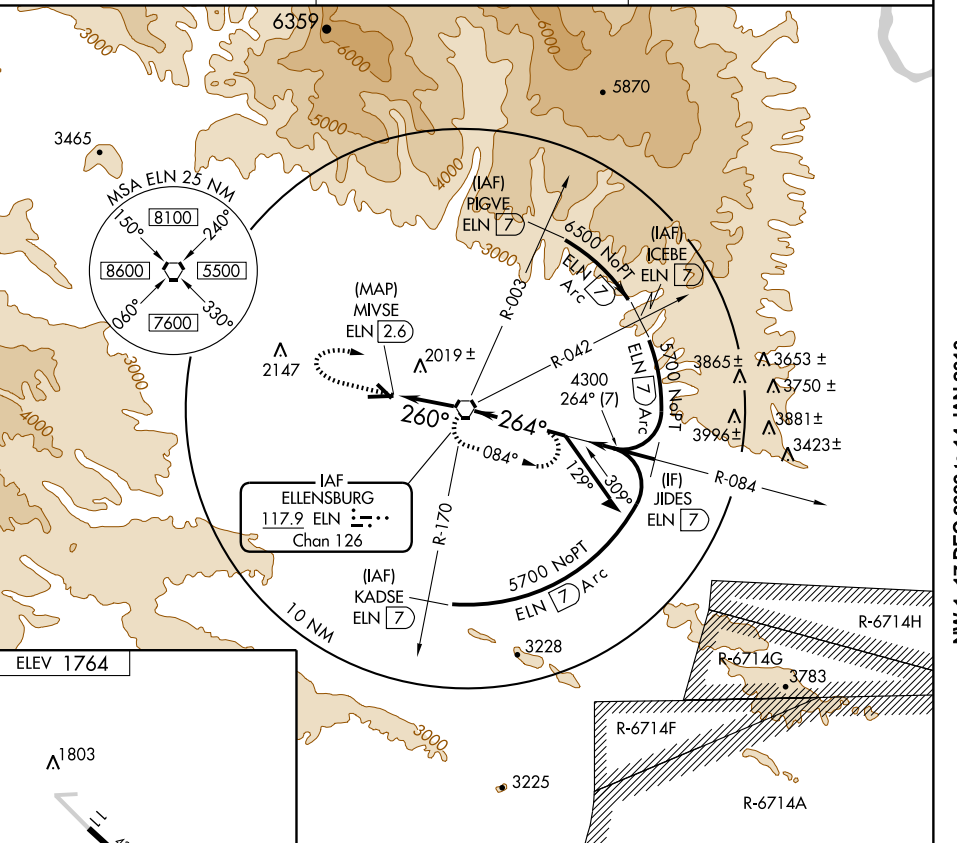 6359
3000
6000
6000
5870
5000
3465
4000
MSA ELN 25 NM
150°
8100
240°
8600
5500
060°
7600
330°
(IAF)
PIGVE
ELN 7
3000
6500 NoPT
ELN 7
Arc
(IAF)
ICEBE
ELN 7
R-003
R-042
(MAP)
MIVSE
ELN 2.6
2147
2019 ±
3000
4000
5700 NoPT
ELN 7 Arc
4300
264° (7)
3865±
3653 ±
3750 ±
3881±
3996±
3423±
260°
264°
084°
129°
309°
R-084
(IF)
JIDES
ELN 7
IAF
ELLENSBURG
117.9 ELN
Chan 126
R-170
(IAF)
KADSE
ELN 7
5700 NoPT
ELN 7 Arc
10 NM
3228
R-6714H
R-6714G
3783
R-6714F
R-6714A
3000
3225
ELEV 1764
1803
11